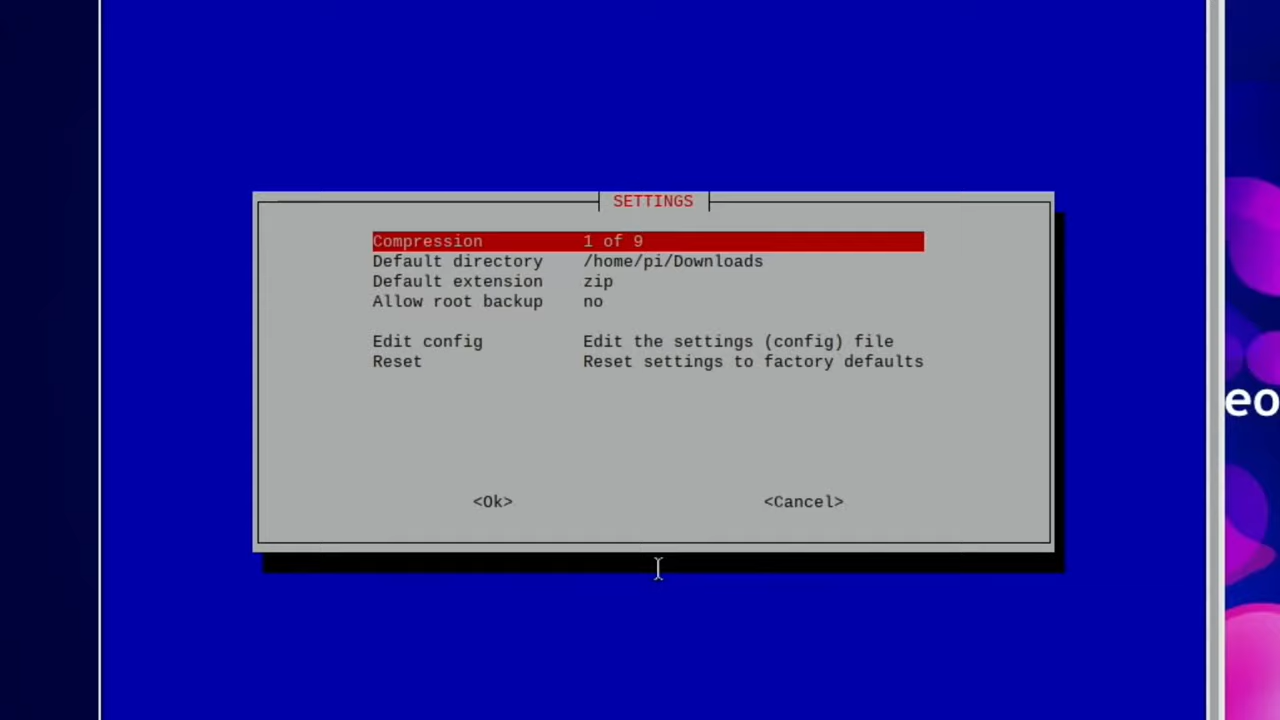 SETTINGS
Compression 1 of 9
Default directory /home/pi/Downloads
Default extension zip
Allow root backup no
Edit config Edit the settings (config) file
Reset Reset settings to factory defaults
<Ok> <Cancel>
eo